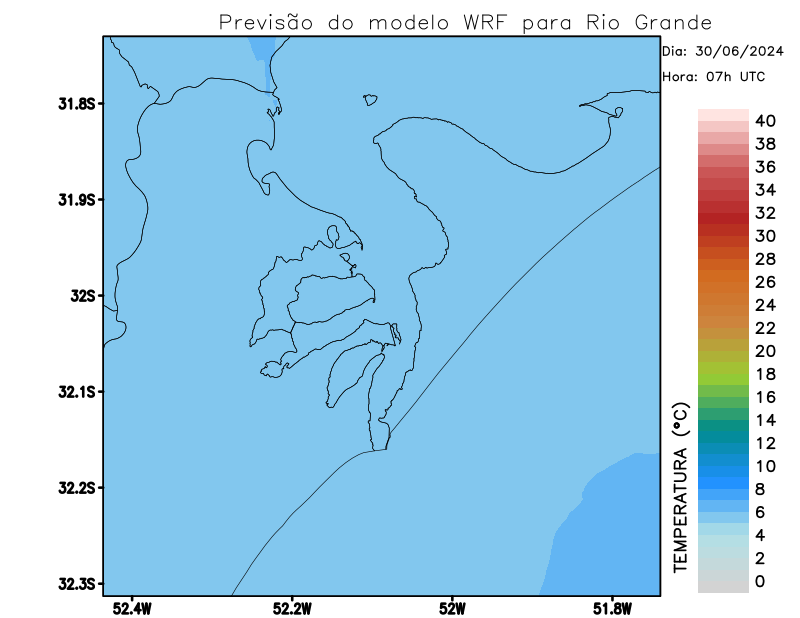 Previsão do modelo WRF para Rio Grande
Dia: 30/06/2024
Hora: 07h UTC
31.8S
31.9S
32S
32.1S
32.2S
32.3S
52.4W
52.2W
52W
51.8W
TEMPERATURA (°C)
40
38
36
34
32
30
28
26
24
22
20
18
16
14
12
10
8
6
4
2
0